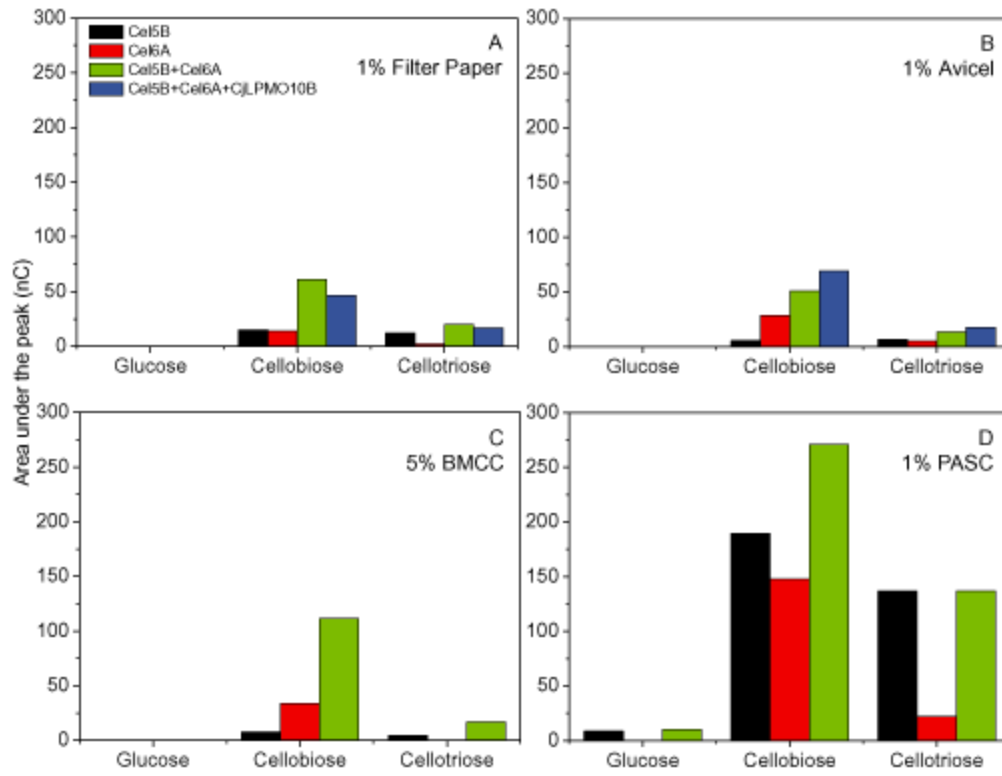 Area under the peak (nC)
300
250
200
150
100
50
0
Cel5B
Cel6A
Cel5B+Cel6A
Cel5B+Cel6A+CjLPMO10B
A
1% Filter Paper
Glucose
Cellobiose
Cellotriose
300
250
200
150
100
50
0
B
1% Avicel
Glucose
Cellobiose
Cellotriose
300
250
200
150
100
50
0
C
5% BMCC
Glucose
Cellobiose
Cellotriose
300
250
200
150
100
50
0
D
1% PASC
Glucose
Cellobiose
Cellotriose